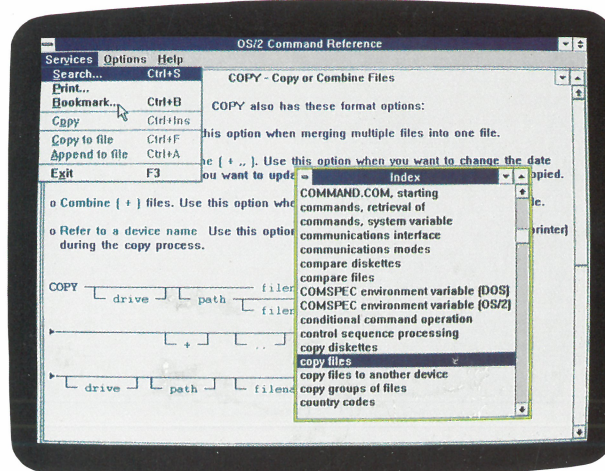 OS/2 Command Reference
Services Options Help
Search... Ctrl+S
Print...
Bookmark... Ctrl+B
Copy Ctrl+Ins
Copy to file Ctrl+F
Append to file Ctrl+A
Exit F3
COPY - Copy or Combine Files
COPY also has these format options:
his option when merging multiple files into one file.
ne ( + ,, ). Use this option when you want to change the date
ou want to upda
opied.
o Combine ( + ) files. Use this option whe
le.
o Refer to a device name Use this optio
printer)
during the copy process.
COPY
drive path filen
filen
+ ,,
drive path filena
Index
COMMAND.COM, starting
commands, retrieval of
commands, system variable
communications interface
communications modes
compare diskettes
compare files
COMSPEC environment variable (DOS)
COMSPEC environment variable (OS/2)
conditional command operation
control sequence processing
copy diskettes
copy files
copy files to another device
copy groups of files
country codes